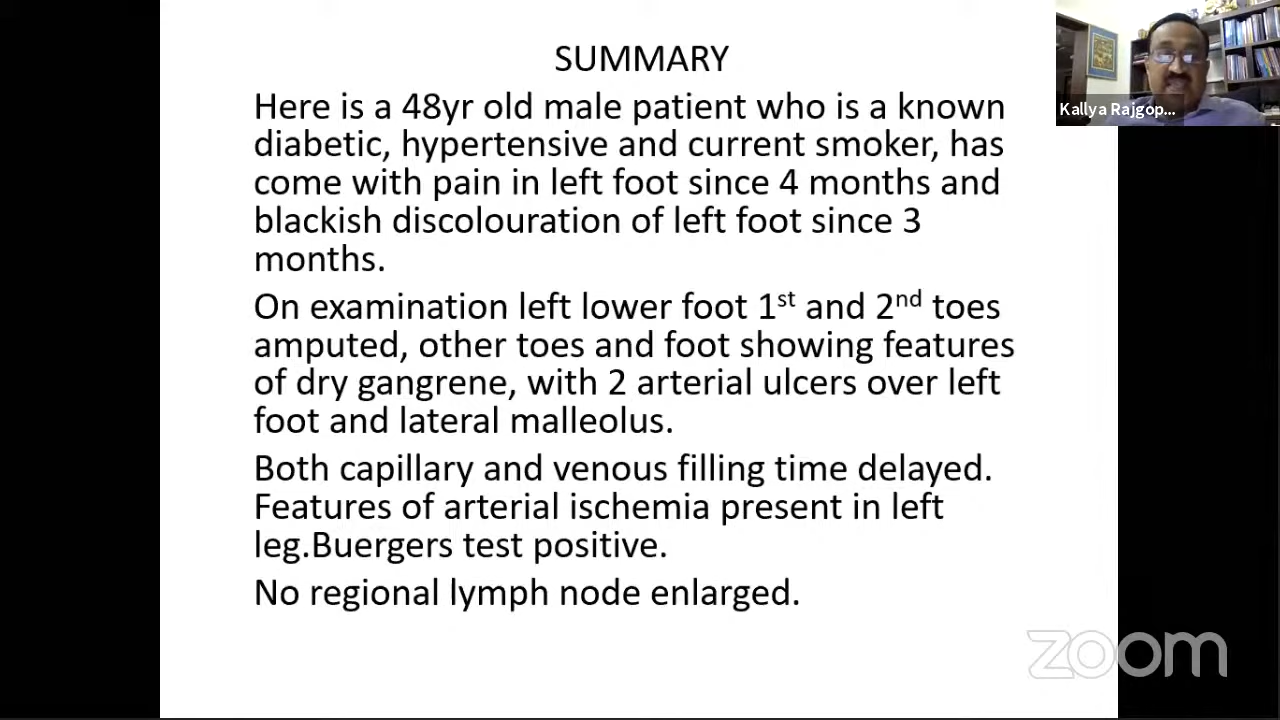 SUMMARY
Here is a 48yr old male patient who is a known
diabetic, hypertensive and current smoker, has
come with pain in left foot since 4 months and
blackish discolouration of left foot since 3
months.
On examination left lower foot 1st and 2nd toes
amputed, other toes and foot showing features
of dry gangrene, with 2 arterial ulcers over left
foot and lateral malleolus.
Both capillary and venous filling time delayed.
Features of arterial ischemia present in left
leg.Buergers test positive.
No regional lymph node enlarged.
Kallya Rajgop...
zoom